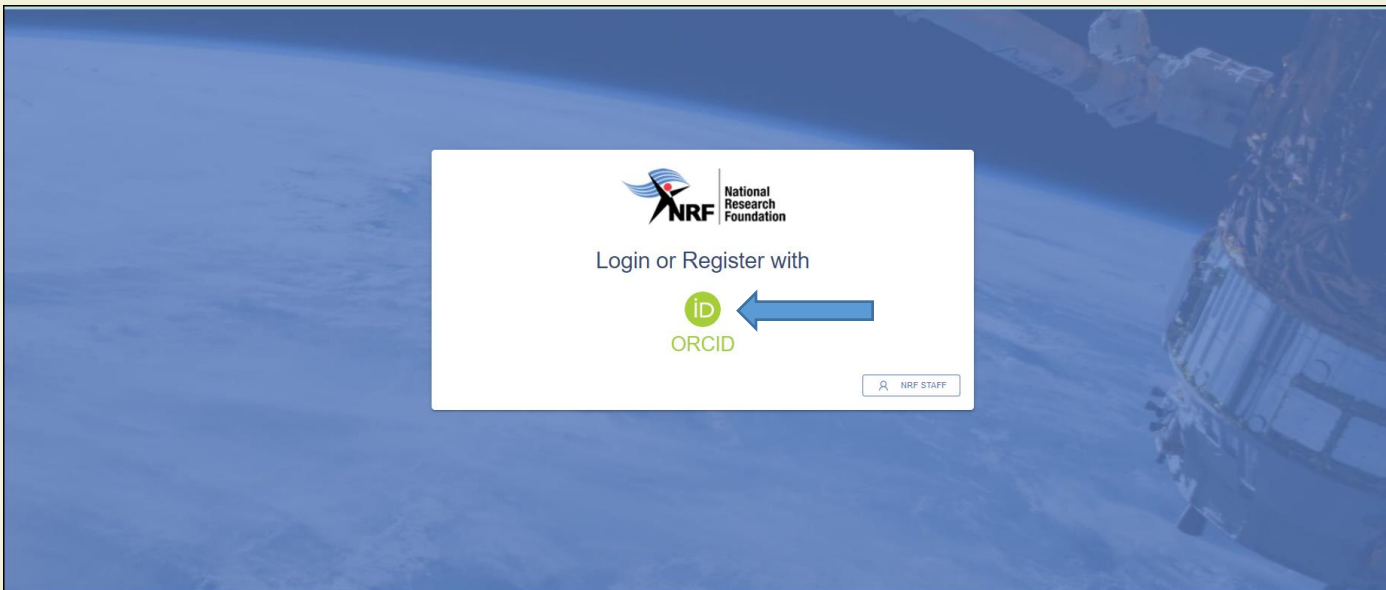 NRF
National
Research
Foundation
Login or Register with
iD
ORCID
NRF STAFF